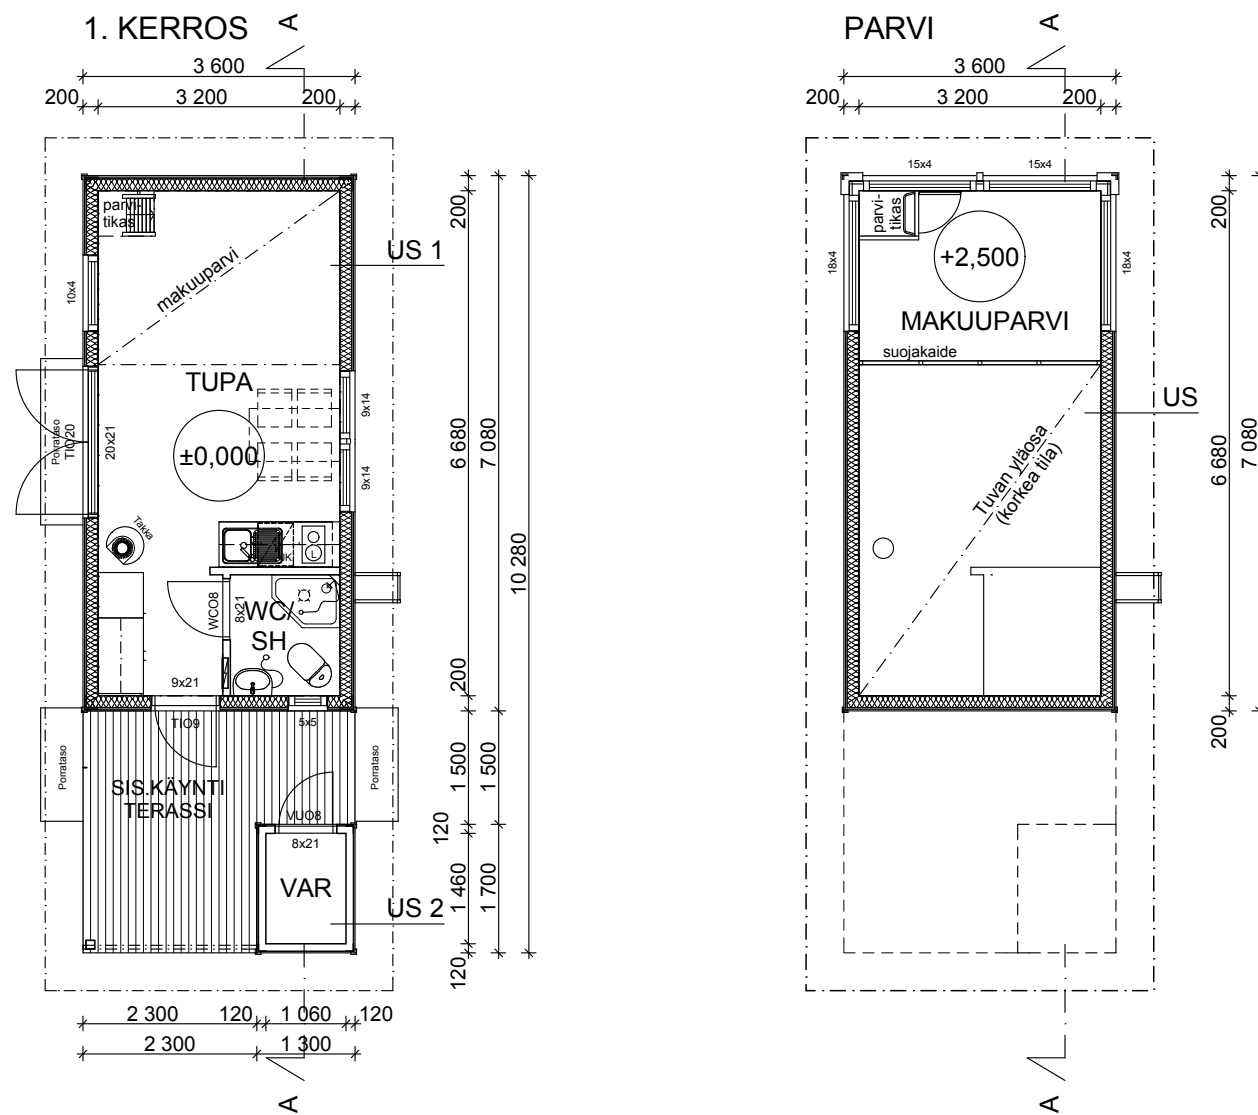 1. KERROS
A
3 600
200
3 200
200
parvi-
tikas
makuuparvi
US 1
10x4
TUPA
±0,000
Porrataso
TIO20
20x21
9x14
9x14
Takka
JK
L
WCO8
8x21
WC/
SH
9x21
TIO9
5x5
Porrataso
Porrataso
SIS.KÄYNTI
TERASSI
VUO8
8x21
VAR
US 2
200
6 680
7 080
10 280
200
1 500
1 500
120
1 460
1 700
120
2 300
120
1 060
120
2 300
1 300
A
PARVI
A
3 600
200
3 200
200
15x4
15x4
parvi-
tikas
+2,500
18x4
18x4
MAKUUPARVI
suojakaide
US
Tuvan yläosa
(korkea tila)
200
6 680
7 080
200
A